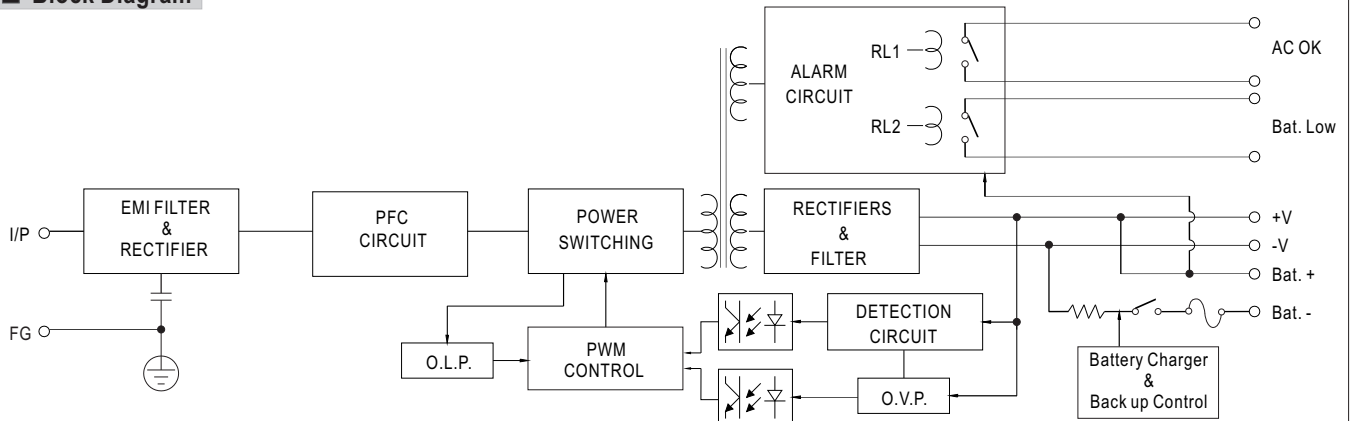 Block Diagram
RL1
AC OK
ALARM
CIRCUIT
RL2
Bat. Low
I/P
EMI FILTER
&
RECTIFIER
PFC
CIRCUIT
POWER
SWITCHING
RECTIFIERS
&
FILTER
+V
-V
Bat. +
Bat. -
FG
O.L.P.
PWM
CONTROL
DETECTION
CIRCUIT
O.V.P.
Battery Charger
&
Back up Control